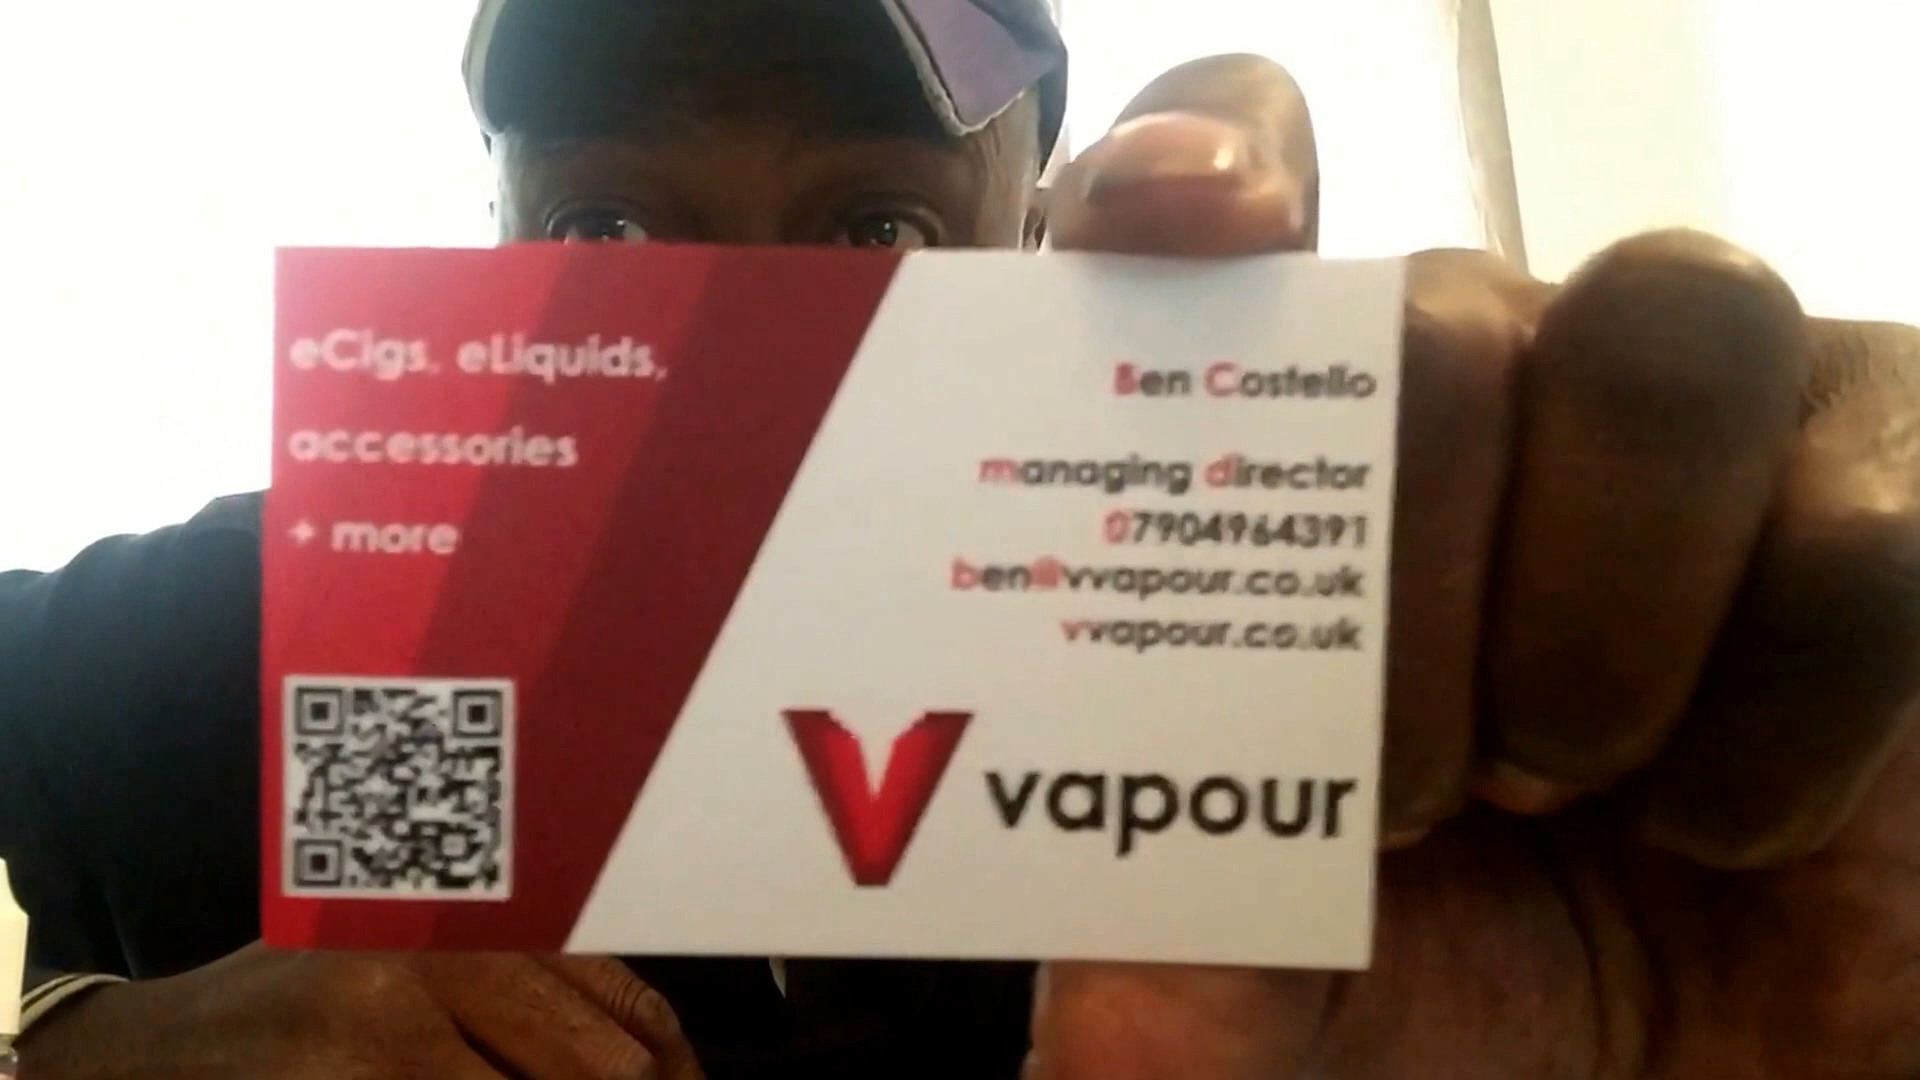 eCigs, eLiquids,
accessories
+ more
Ben Costello
managing director
07904964391
ben@vvapour.co.uk
vvapour.co.uk
V vapour